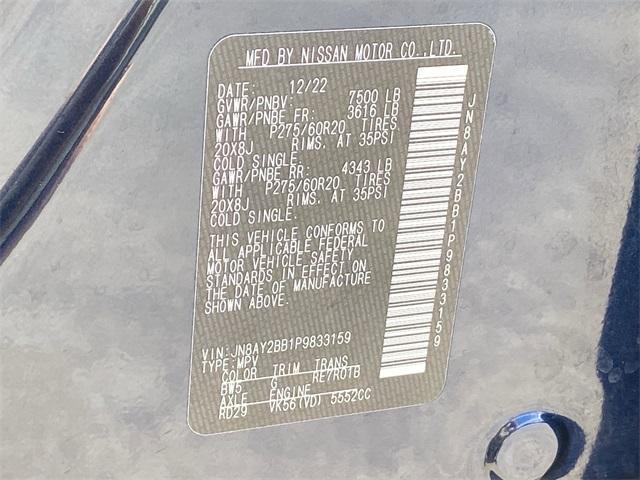 MFD BY NISSAN MOTOR CO.,LTD.
DATE: 12/22
GVWR/PNBV: 7500 LB
GAWR/PNBE FR: 3616 LB
WITH P275/60R20 TIRES
20X8J RIMS. AT 35PSI
COLD SINGLE.
GAWR/PNBE RR: 4343 LB
WITH P275/60R20 TIRES
20X8J RIMS. AT 35PSI
COLD SINGLE.
THIS VEHICLE CONFORMS TO
ALL APPLICABLE FEDERAL
MOTOR VEHICLE SAFETY
STANDARDS IN EFFECT ON
THE DATE OF MANUFACTURE
SHOWN ABOVE.
VIN:JN8AY2BB1P9833159
TYPE:MPV
COLOR TRIM TRANS
BW5 G RE7R01B
AXLE ENGINE
RD29 VK56(VD) 5552CC
JN8AY2BB1P9833159